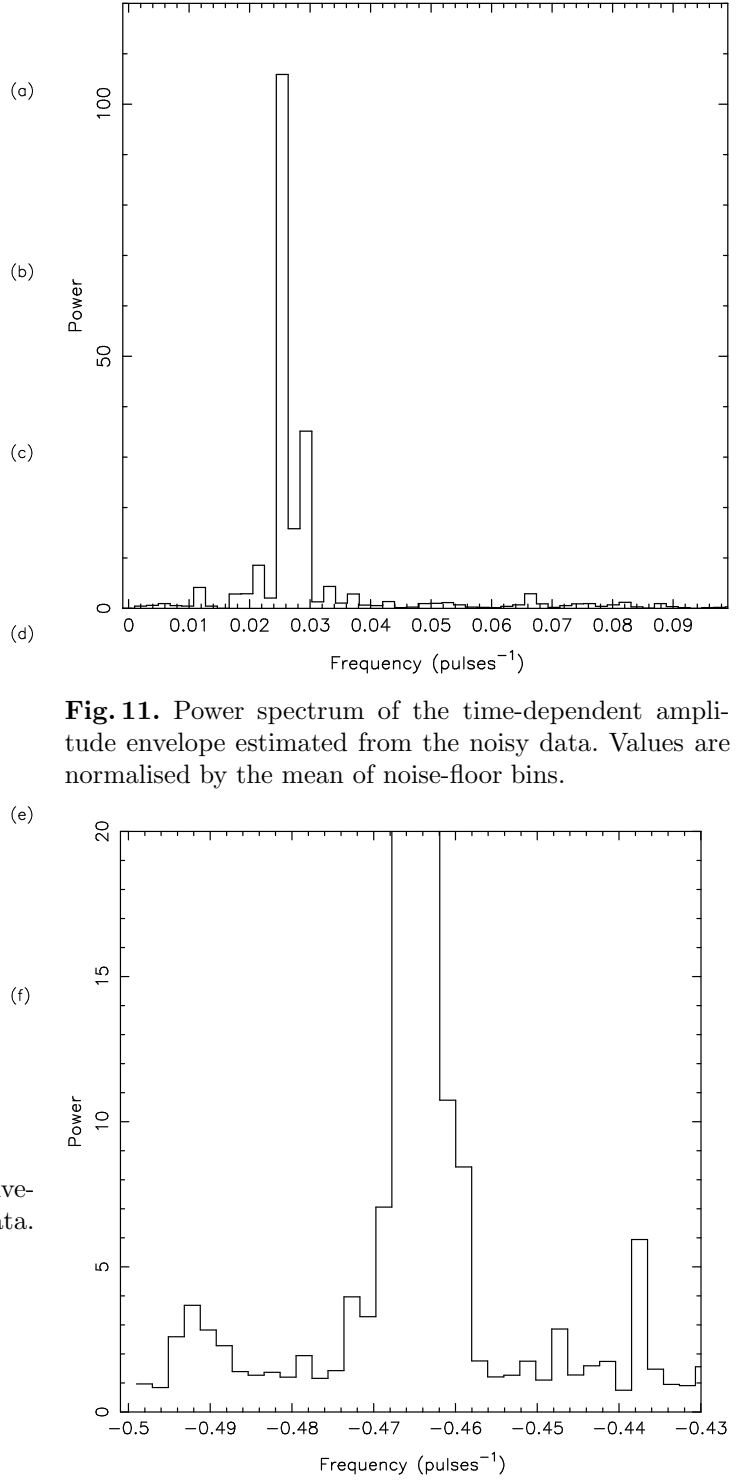 (a)
(b)
(c)
(d)
(e)
(f)
ive-
ata.
Power
100
50
0
0 0.01 0.02 0.03 0.04 0.05 0.06 0.07 0.08 0.09
Frequency (pulses⁻¹)
Fig. 11. Power spectrum of the time-dependent ampli-
tude envelope estimated from the noisy data. Values are
normalised by the mean of noise-floor bins.
Power
20
15
10
5
0
−0.5 −0.49 −0.48 −0.47 −0.46 −0.45 −0.44 −0.43
Frequency (pulses⁻¹)